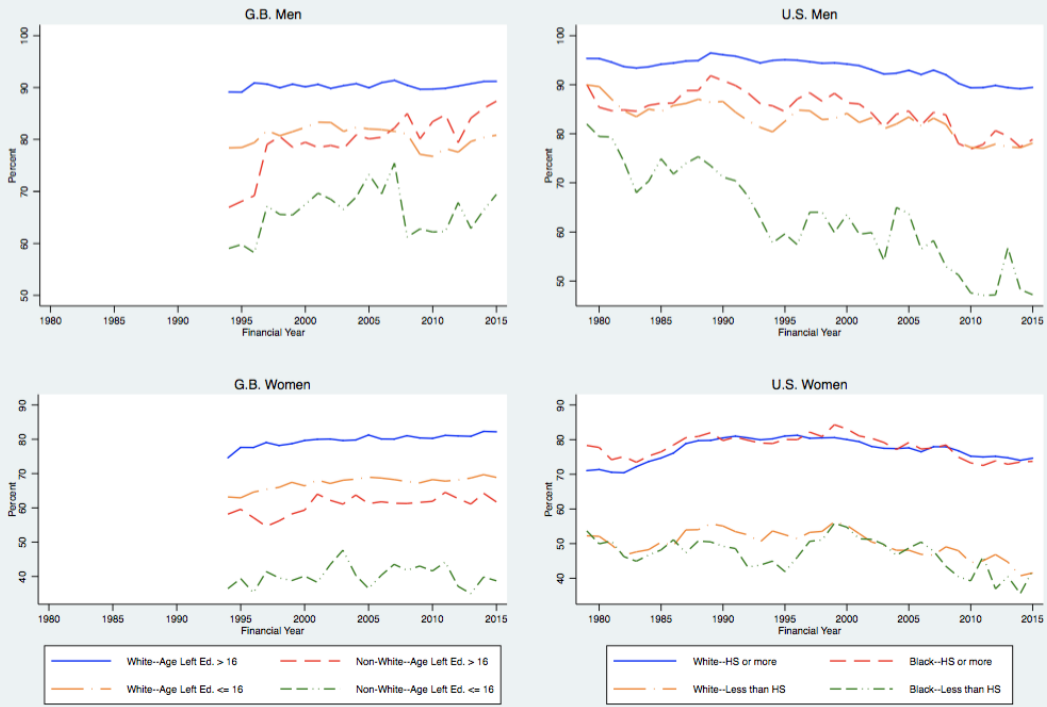 G.B. Men
Percent
100
90
80
70
60
50
1980 1985 1990 1995 2000 2005 2010 2015
Financial Year
U.S. Men
Percent
100
90
80
70
60
50
1980 1985 1990 1995 2000 2005 2010 2015
Financial Year
G.B. Women
Percent
90
80
70
60
50
40
1980 1985 1990 1995 2000 2005 2010 2015
Financial Year
U.S. Women
Percent
90
80
70
60
50
40
1980 1985 1990 1995 2000 2005 2010 2015
Financial Year
White--Age Left Ed. > 16
Non-White--Age Left Ed. > 16
White--Age Left Ed. <= 16
Non-White--Age Left Ed. <= 16
White--HS or more
Black--HS or more
White--Less than HS
Black--Less than HS